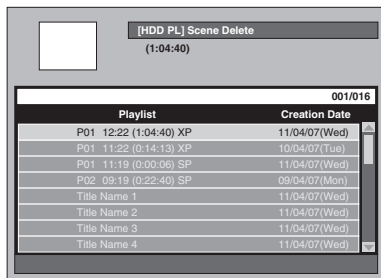 [HDD PL] Scene Delete
(1:04:40)
001/016
Playlist Creation Date
P01 12:22 (1:04:40) XP 11/04/07(Wed)
P01 11:22 (0:14:13) XP 10/04/07(Tue)
P01 11:19 (0:00:06) SP 11/04/07(Wed)
P02 09:19 (0:22:40) SP 09/04/07(Mon)
Title Name 1 11/04/07(Wed)
Title Name 2 11/04/07(Wed)
Title Name 3 11/04/07(Wed)
Title Name 4 11/04/07(Wed)